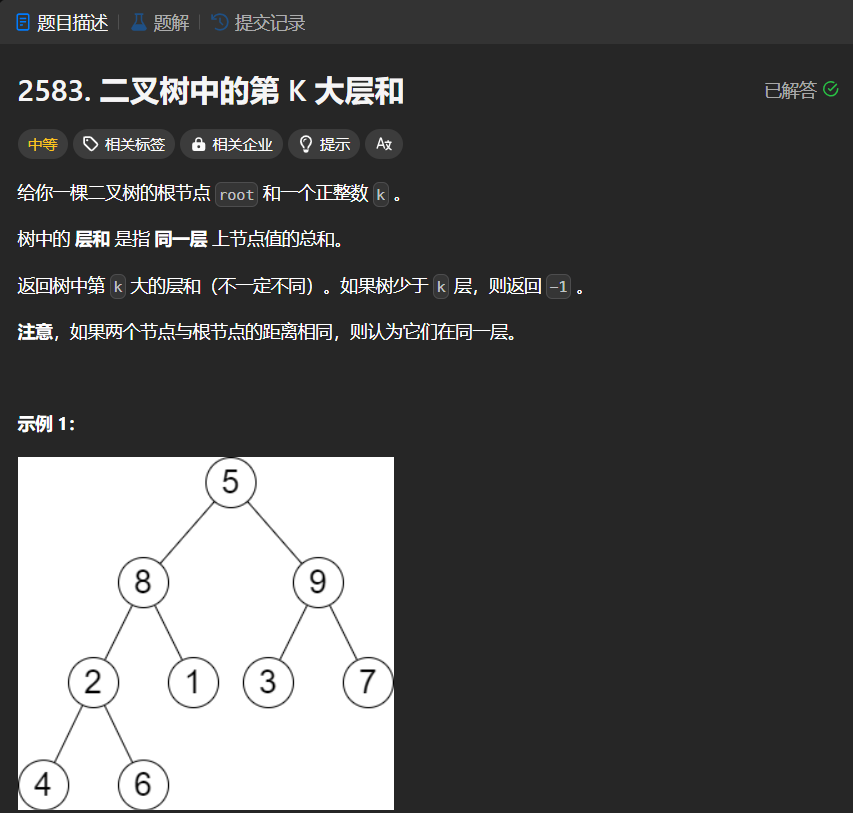 题目描述 题解 提交记录
2583. 二叉树中的第 K 大层和 已解答
中等 相关标签 相关企业 提示 Aあ
给你一棵二叉树的根节点 root 和一个正整数 k 。
树中的 层和 是指 同一层 上节点值的总和。
返回树中第 k 大的层和（不一定不同）。如果树少于 k 层，则返回 -1 。
注意，如果两个节点与根节点的距离相同，则认为它们在同一层。
示例 1：
5
8 9
2 1 3 7
4 6